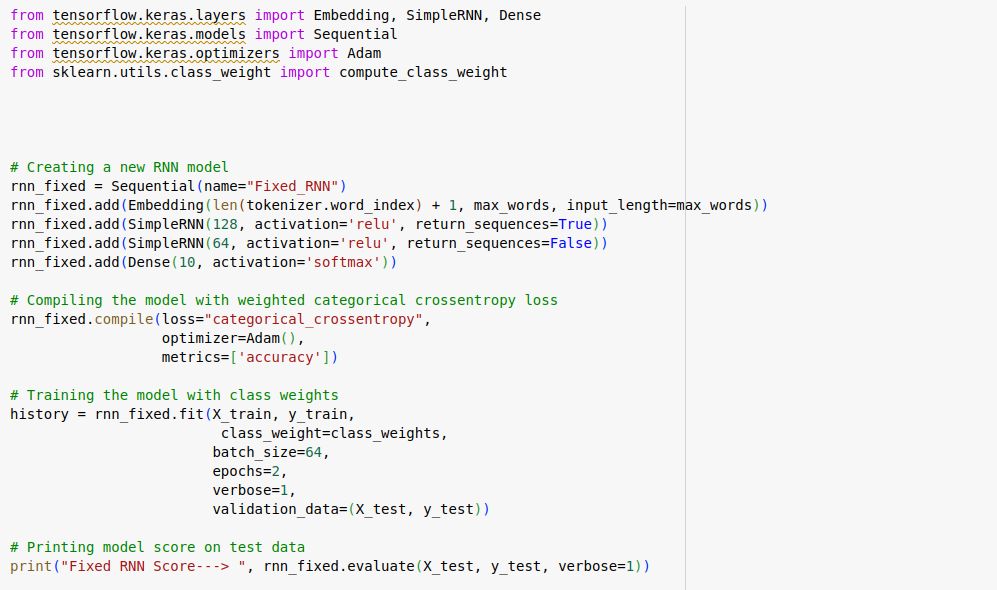 from tensorflow.keras.layers import Embedding, SimpleRNN, Dense
from tensorflow.keras.models import Sequential
from tensorflow.keras.optimizers import Adam
from sklearn.utils.class_weight import compute_class_weight
# Creating a new RNN model
rnn_fixed = Sequential(name="Fixed_RNN")
rnn_fixed.add(Embedding(len(tokenizer.word_index) + 1, max_words, input_length=max_words))
rnn_fixed.add(SimpleRNN(128, activation='relu', return_sequences=True))
rnn_fixed.add(SimpleRNN(64, activation='relu', return_sequences=False))
rnn_fixed.add(Dense(10, activation='softmax'))
# Compiling the model with weighted categorical crossentropy loss
rnn_fixed.compile(loss="categorical_crossentropy",
                  optimizer=Adam(),
                  metrics=['accuracy'])
# Training the model with class weights
history = rnn_fixed.fit(X_train, y_train,
                         class_weight=class_weights,
                        batch_size=64,
                        epochs=2,
                        verbose=1,
                        validation_data=(X_test, y_test))
# Printing model score on test data
print("Fixed RNN Score---> ", rnn_fixed.evaluate(X_test, y_test, verbose=1))